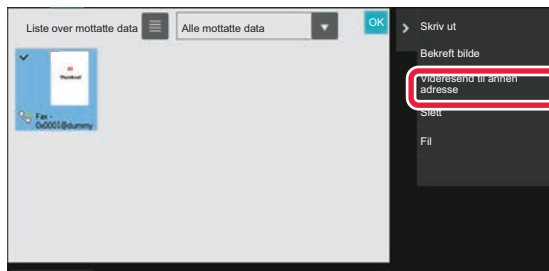 Liste over mottatte data
Alle mottatte data
OK
Thumbnail
Fax -
0x0001@dummy
Skriv ut
Bekreft bilde
Videresend til annen
adresse
Slett
Fil